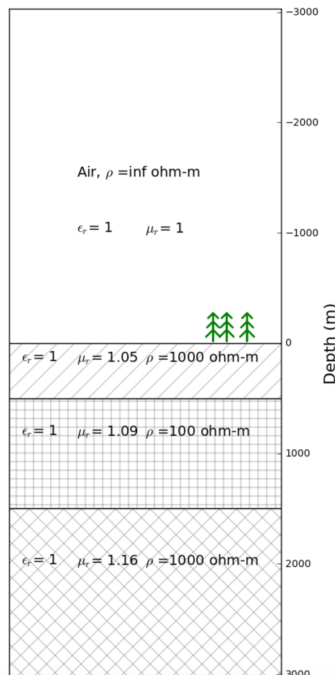 −3000
−2000
Air, ρ =inf ohm-m
ϵᵣ= 1 μᵣ= 1
−1000
0
ϵᵣ= 1 μᵣ= 1.05 ρ =1000 ohm-m
Depth (m)
ϵᵣ= 1 μᵣ= 1.09 ρ =100 ohm-m
1000
ϵᵣ= 1 μᵣ= 1.16 ρ =1000 ohm-m
2000
3000